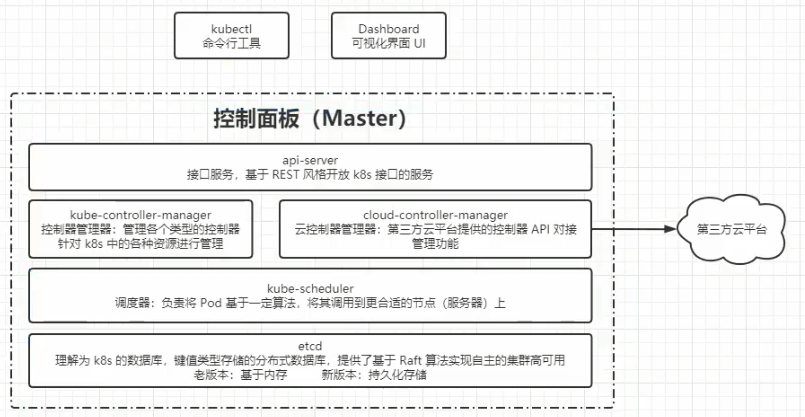 kubectl
命令行工具
Dashboard
可视化界面 UI
控制面板（Master）
api-server
接口服务，基于 REST 风格开放 k8s 接口的服务
kube-controller-manager
控制器管理器：管理各个类型的控制器
针对 k8s 中的各种资源进行管理
cloud-controller-manager
云控制器管理器：第三方云平台提供的控制器 API 对接
管理功能
第三方云平台
kube-scheduler
调度器：负责将 Pod 基于一定算法，将其调用到更合适的节点（服务器）上
etcd
理解为 k8s 的数据库，键值类型存储的分布式数据库，提供了基于 Raft 算法实现自主的集群高可用
老版本：基于内存 新版本：持久化存储